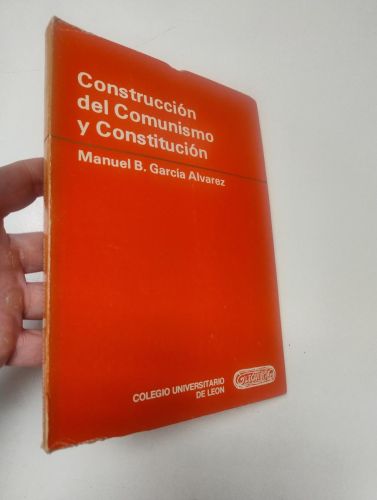 Construcción
del Comunismo
y Constitución
Manuel B. García Alvarez
COLEGIO UNIVERSITARIO
DE LEON